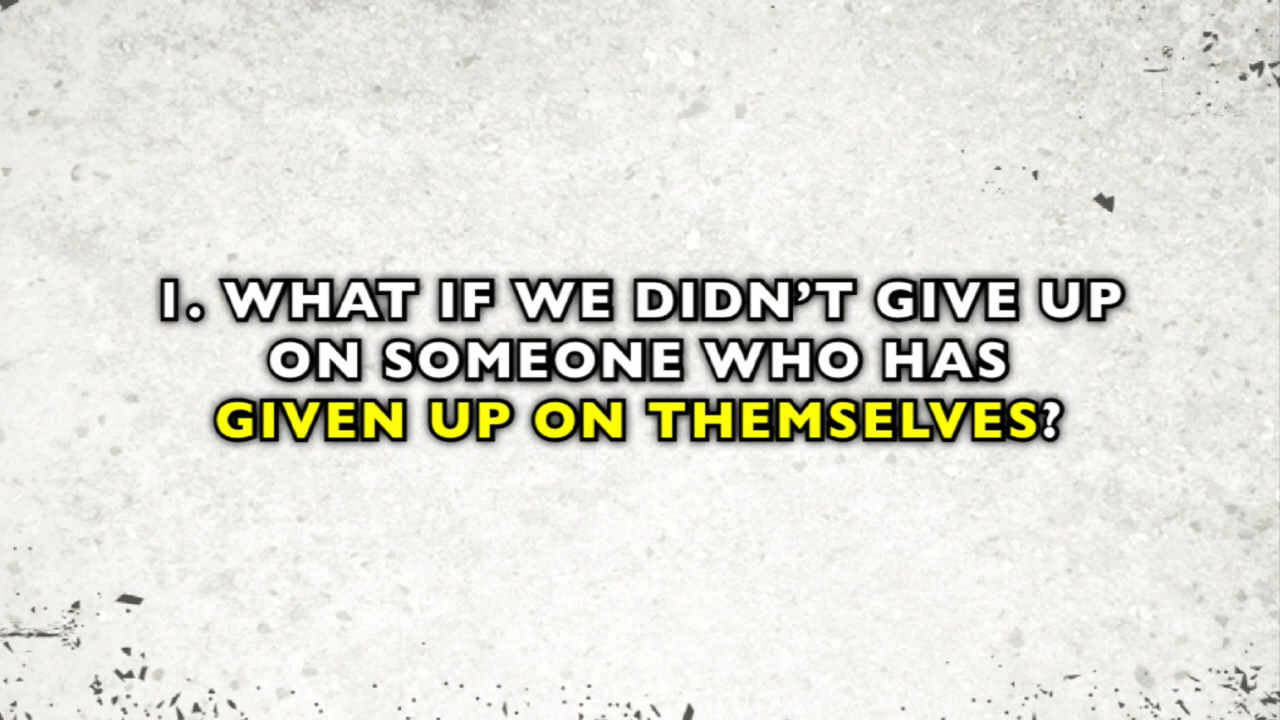 1. WHAT IF WE DIDN’T GIVE UP
ON SOMEONE WHO HAS
GIVEN UP ON THEMSELVES?